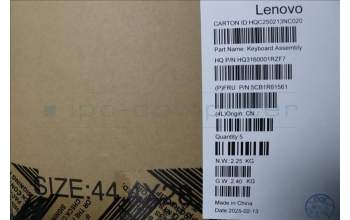 Lenovo
CARTON ID:HQC250213NC020
Part Name: Keyboard Assembly
HQ P/N:HQ3160001RZF7
(P)FRU P/N 5CB1R61561
(4L)Origin: CN
Quantity 5
N.W. 2.25 KG
G.W. 2.40 KG
Made in China
Date 2025-02-13
SIZE:44